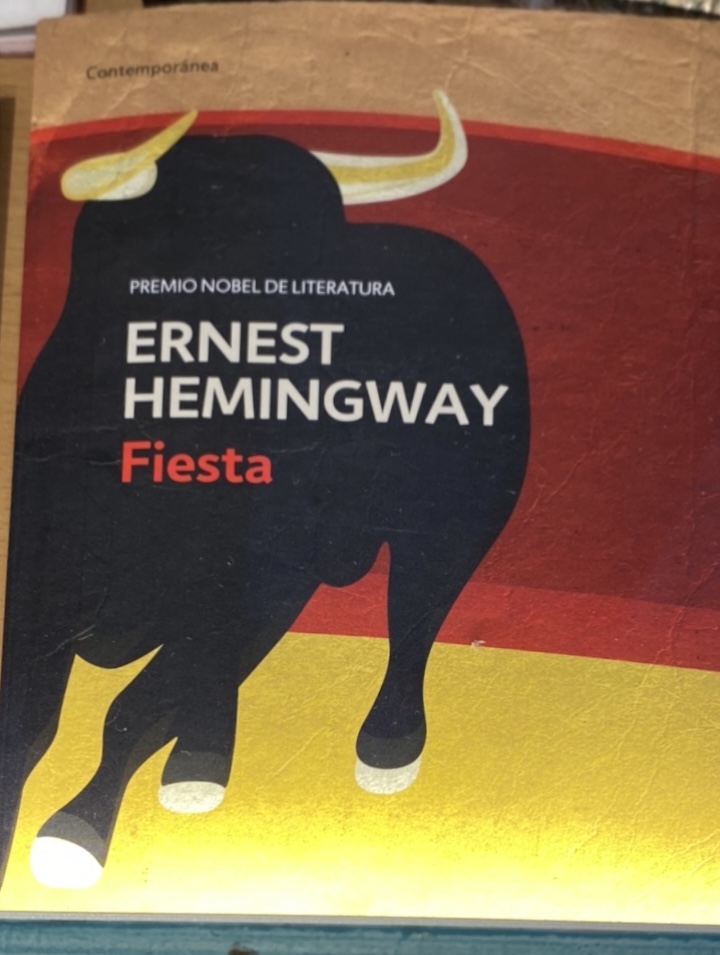 Contemporánea
PREMIO NOBEL DE LITERATURA
ERNEST
HEMINGWAY
Fiesta